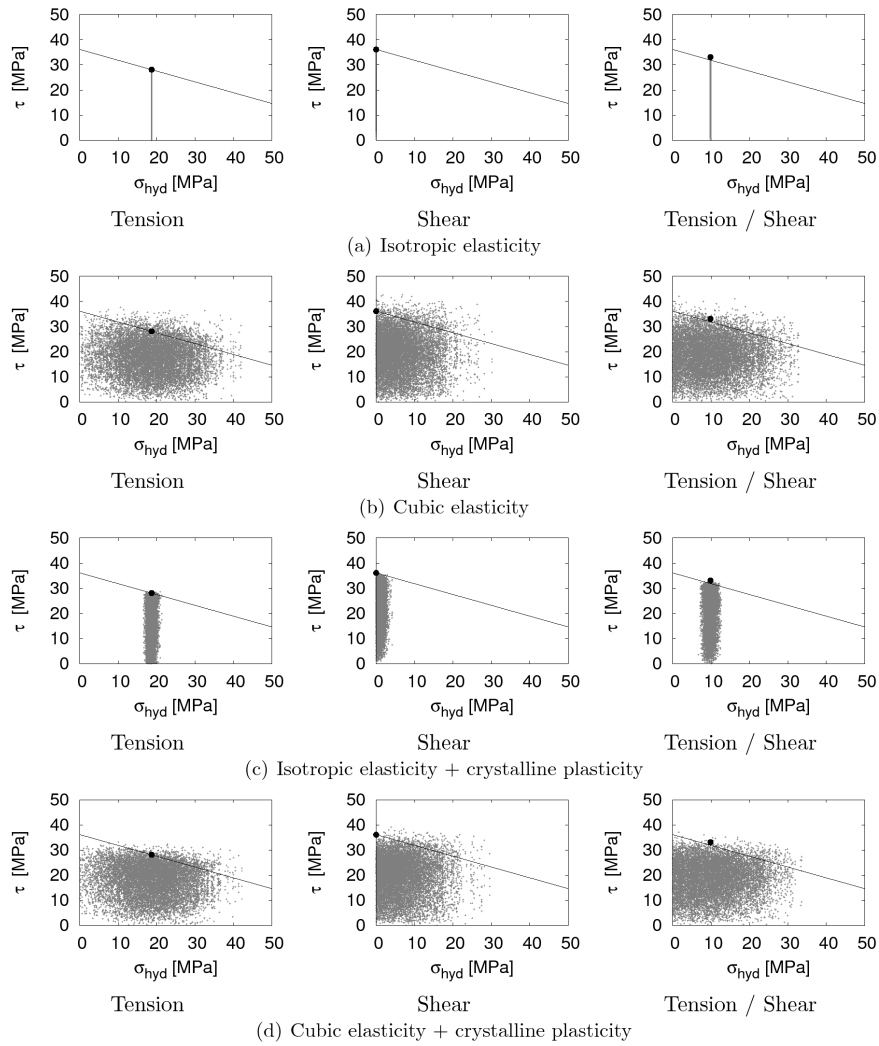 50
40
30
20
10
0
τ [MPa]
0 10 20 30 40 50
σhyd [MPa]
Tension
50
40
30
20
10
0
τ [MPa]
0 10 20 30 40 50
σhyd [MPa]
Shear
50
40
30
20
10
0
τ [MPa]
0 10 20 30 40 50
σhyd [MPa]
Tension / Shear
(a) Isotropic elasticity
50
40
30
20
10
0
τ [MPa]
0 10 20 30 40 50
σhyd [MPa]
Tension
50
40
30
20
10
0
τ [MPa]
0 10 20 30 40 50
σhyd [MPa]
Shear
50
40
30
20
10
0
τ [MPa]
0 10 20 30 40 50
σhyd [MPa]
Tension / Shear
(b) Cubic elasticity
50
40
30
20
10
0
τ [MPa]
0 10 20 30 40 50
σhyd [MPa]
Tension
50
40
30
20
10
0
τ [MPa]
0 10 20 30 40 50
σhyd [MPa]
Shear
50
40
30
20
10
0
τ [MPa]
0 10 20 30 40 50
σhyd [MPa]
Tension / Shear
(c) Isotropic elasticity + crystalline plasticity
50
40
30
20
10
0
τ [MPa]
0 10 20 30 40 50
σhyd [MPa]
Tension
50
40
30
20
10
0
τ [MPa]
0 10 20 30 40 50
σhyd [MPa]
Shear
50
40
30
20
10
0
τ [MPa]
0 10 20 30 40 50
σhyd [MPa]
Tension / Shear
(d) Cubic elasticity + crystalline plasticity